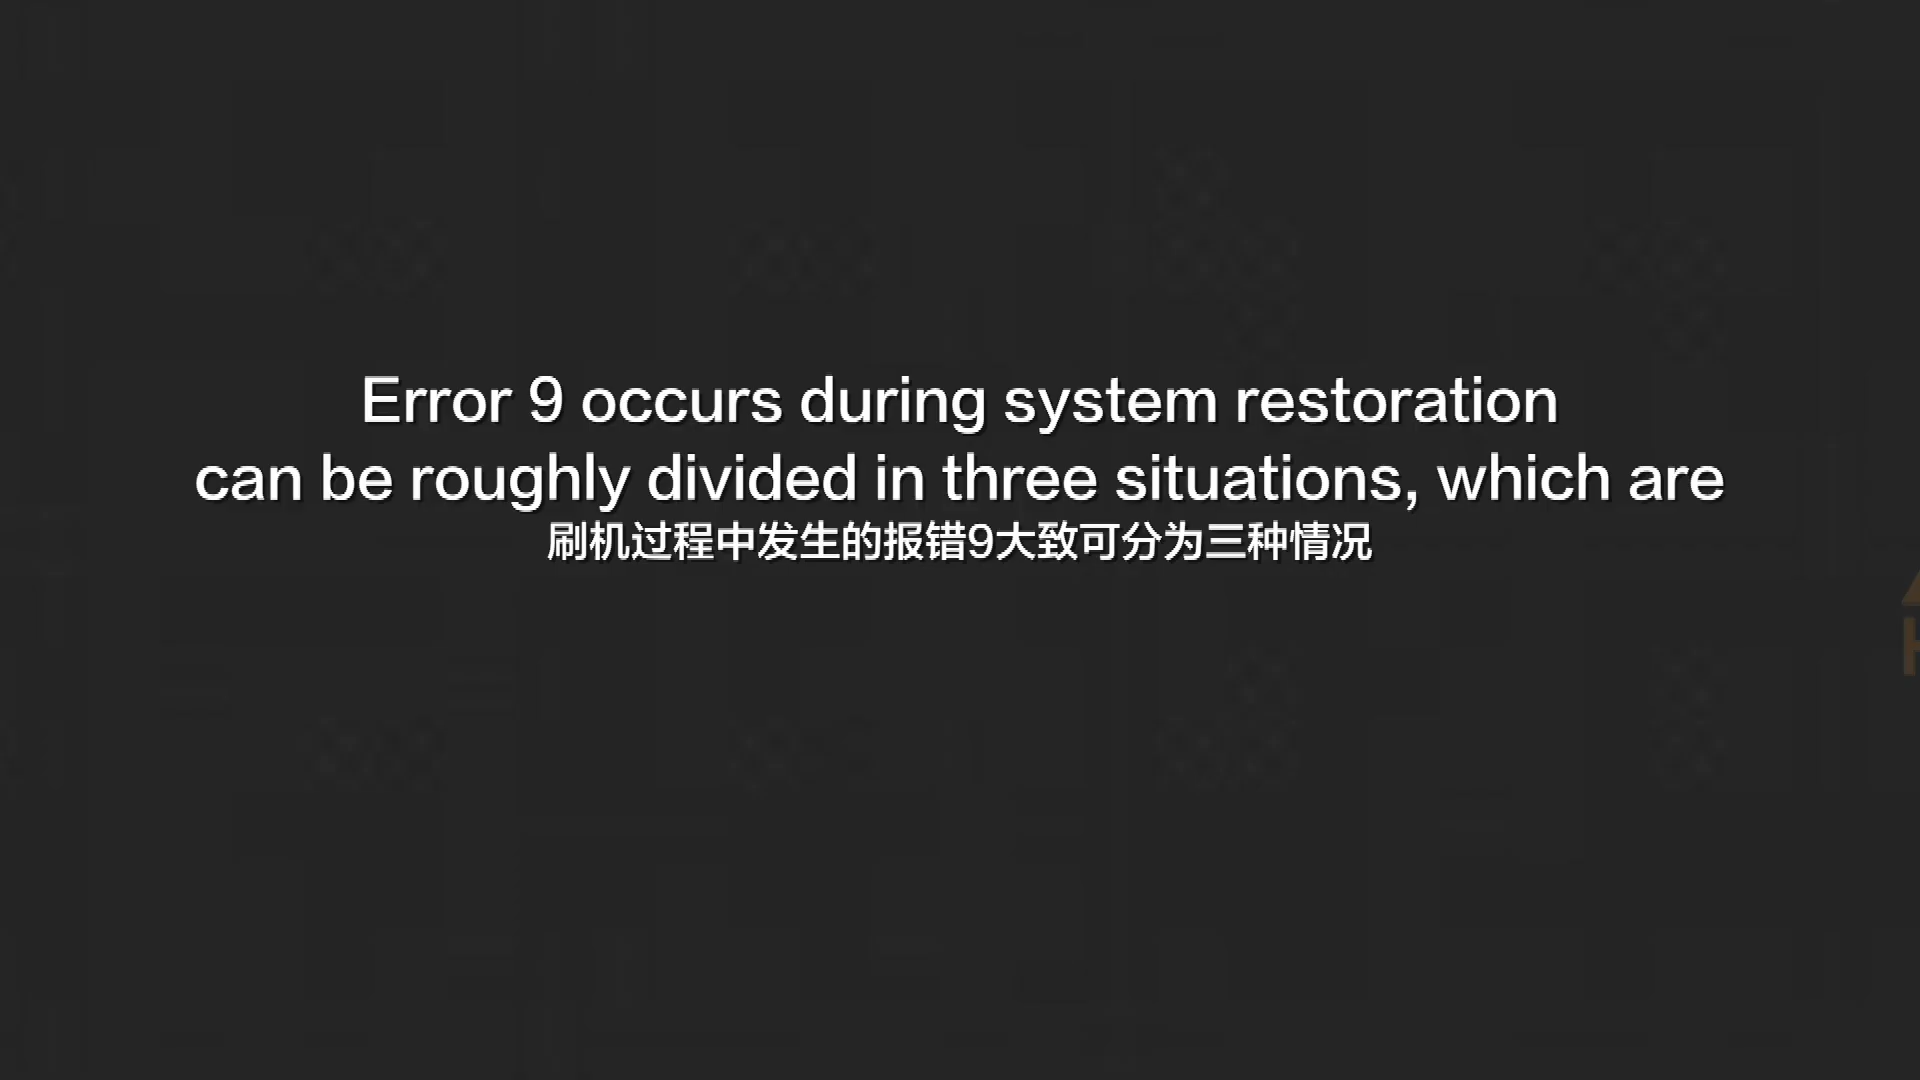 Error 9 occurs during system restoration
can be roughly divided in three situations, which are
刷机过程中发生的报错9大致可分为三种情况